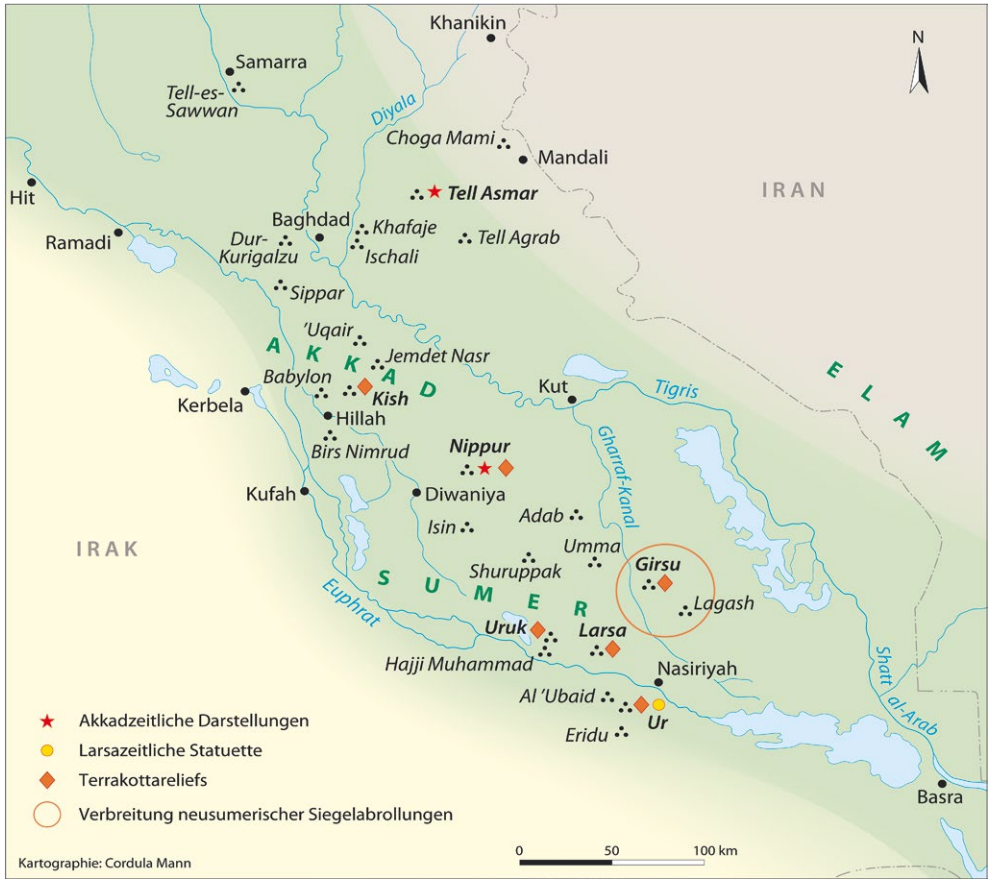 Khanikin
N
Samarra
Tell-es-
Sawwan
Diyala
Choga Mami
Mandali
IRAN
Hit
Tell Asmar
Ramadi
Baghdad
Khafaje
Dur-
Kurigalzu
Tell Agrab
Ischali
Sippar
'Uqair
AKKAD
Jemdet Nasr
ELAM
Babylon
Kut
Tigris
Kerbela
Kish
Hillah
Birs Nimrud
Nippur
Gharraf-Kanal
Kufah
Diwaniya
Isin
Adab
IRAK
Umma
Shuruppak
Girsu
SUMER
Lagash
Euphrat
Uruk
Larsa
Hajji Muhammad
Nasiriyah
Shatt
al-Arab
Al 'Ubaid
Ur
Eridu
Akkadzeitliche Darstellungen
Larsazeitliche Statuette
Terrakottareliefs
Basra
Verbreitung neusumerischer Siegelabrollungen
Kartographie: Cordula Mann
0 50 100 km